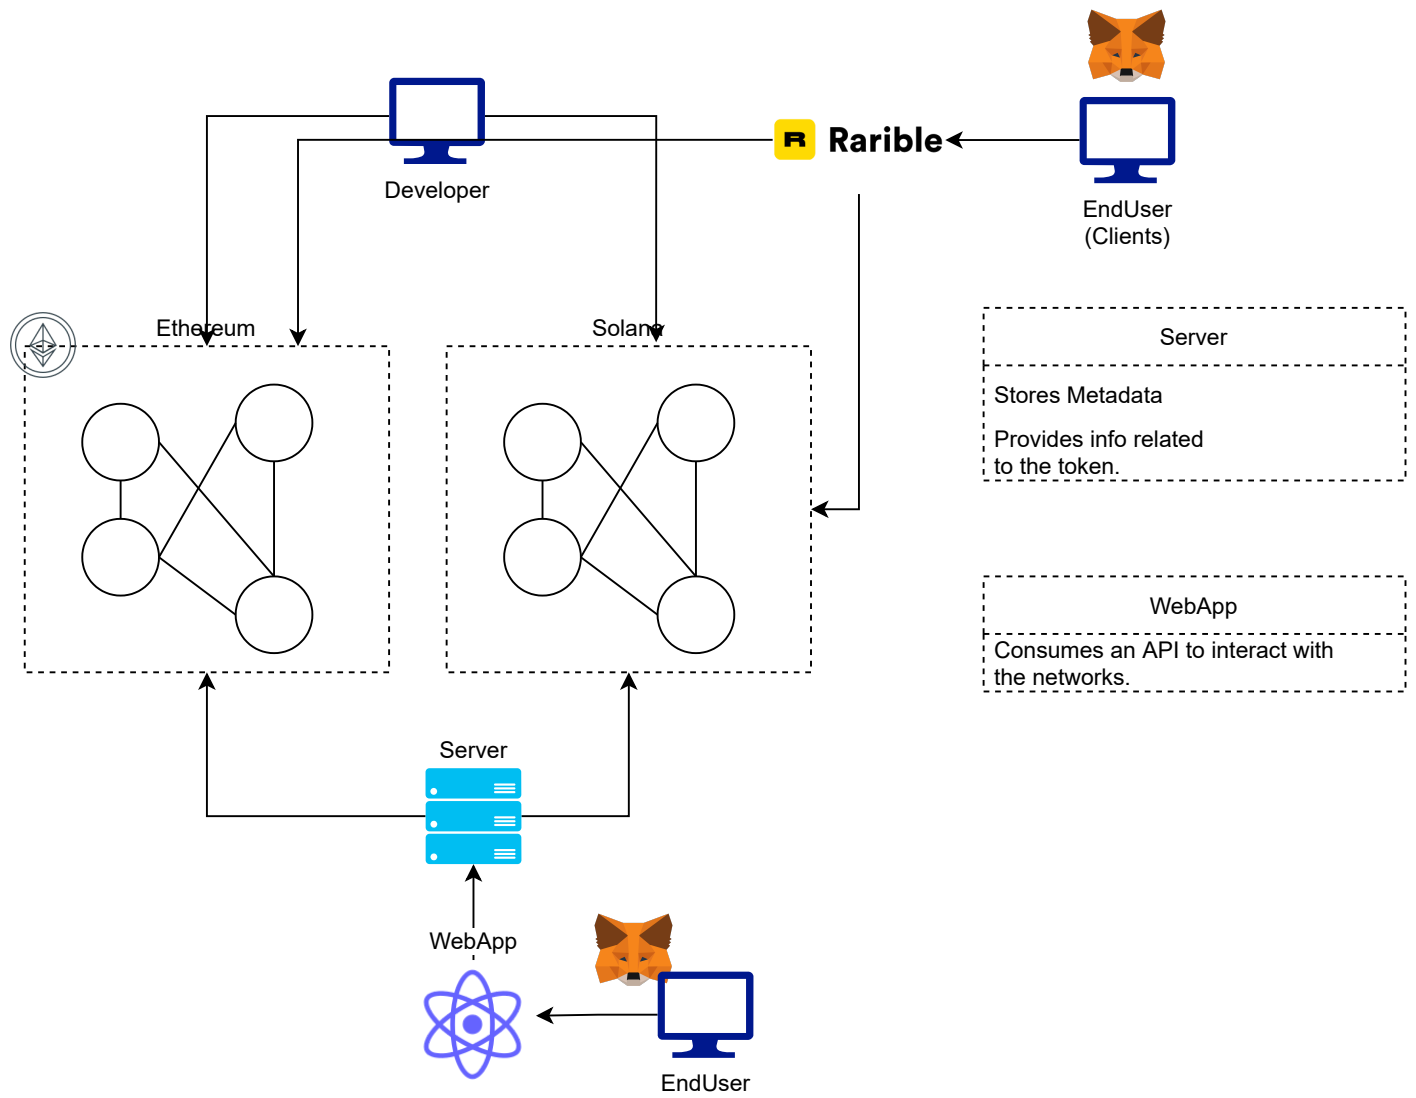 Developer
R Rarible
EndUser
(Clients)
Ethereum
Solana
Server
Stores Metadata
Provides info related
to the token.
WebApp
Consumes an API to interact with
the networks.
Server
WebApp
EndUser